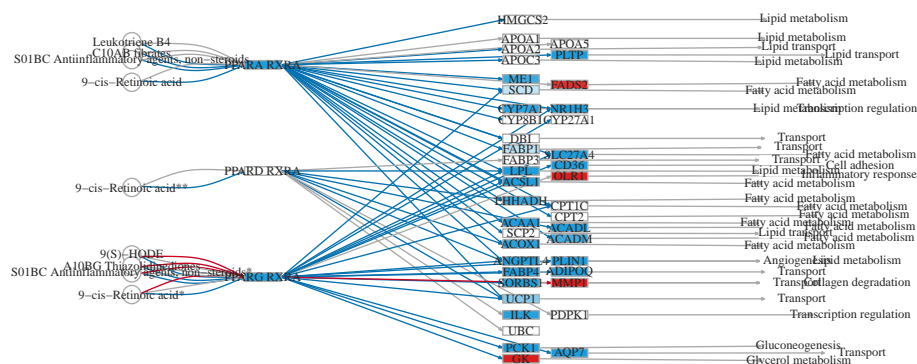 HMGCS2 Lipid metabolism
Leukotriene B4
C10AB fibrates
S01BC Antiinflammatory agents, non-steroids
9-cis-Retinoic acid
PPARA RXRA
APOA1 Lipid metabolism
APOA2 APOA5 Lipid transport
APOC3 PLTP Lipid transport
Lipid metabolism
ME1 FADS2 Fatty acid metabolism
SCD Fatty acid metabolism
CYP7A1 NR1H3 Lipid metabolism Transcription regulation
CYP8B1 CYP27A1
DBI Transport
FABP1 SLC27A4 Fatty acid metabolism
FABP3 Transport
CD36 Cell adhesion
LPL Lipid metabolism
OLR1 Inflammatory response
ACSL1 Fatty acid metabolism
PPARD RXRA
9-cis-Retinoic acid**
EHHADH Fatty acid metabolism
CPT1C Fatty acid metabolism
CPT2 Fatty acid metabolism
ACAA1 ACADL Fatty acid metabolism
Fatty acid metabolism
SCP2 Lipid transport
ACADM Fatty acid metabolism
ACOX1 Fatty acid metabolism
9(S)-HODE
A10BG Thiazolidinediones
S01BC Antiinflammatory agents, non-steroids*
9-cis-Retinoic acid*
PPARG RXRA
ANGPTL4 PLIN1 Angiogenesis Lipid metabolism
FABP4 ADIPOQ Transport
SORBS1 MMP1 Transport Collagen degradation
UCP1 Transport
ILK PDPK1 Transcription regulation
UBC
PCK1 Gluconeogenesis
AQP7 Transport
GK Glycerol metabolism